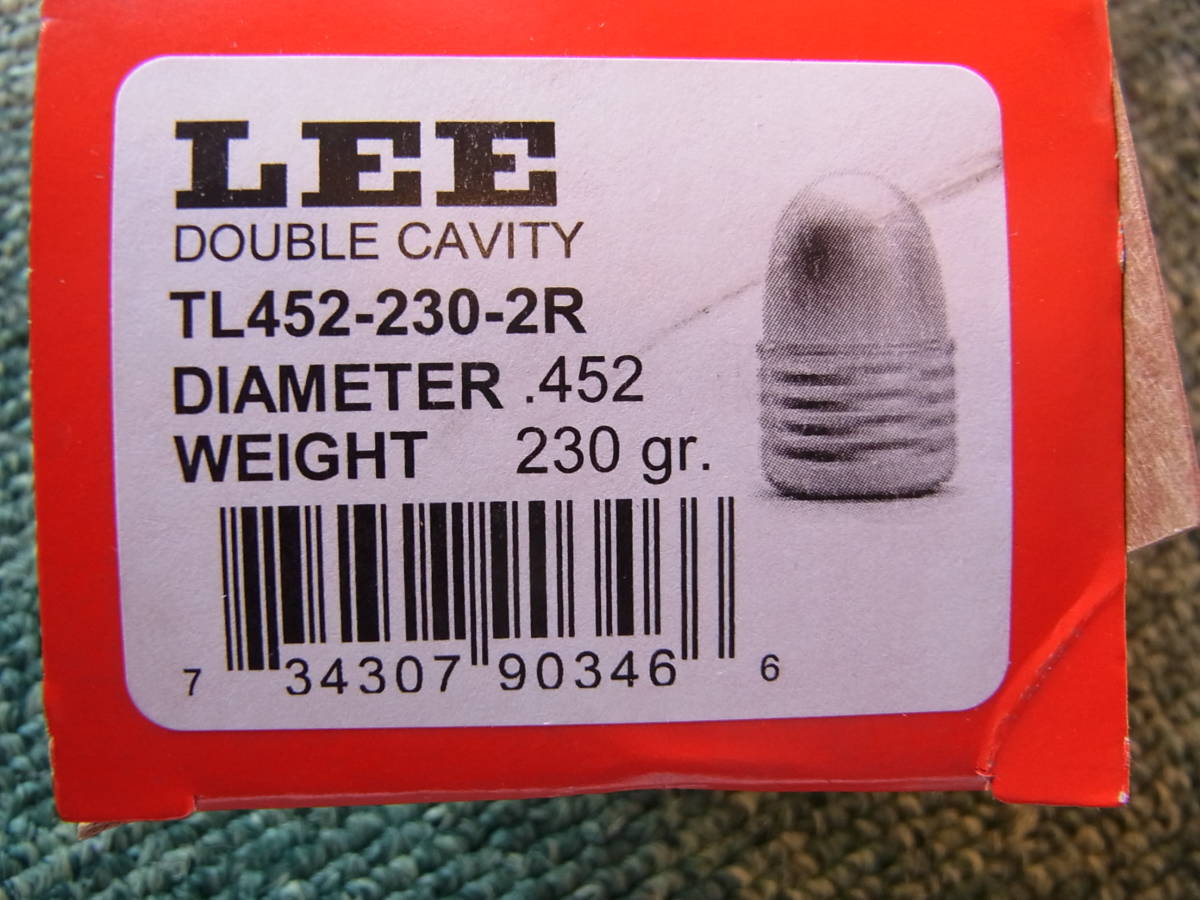 LEE
DOUBLE CAVITY
TL452-230-2R
DIAMETER .452
WEIGHT 230 gr.
7 34307 90346 6